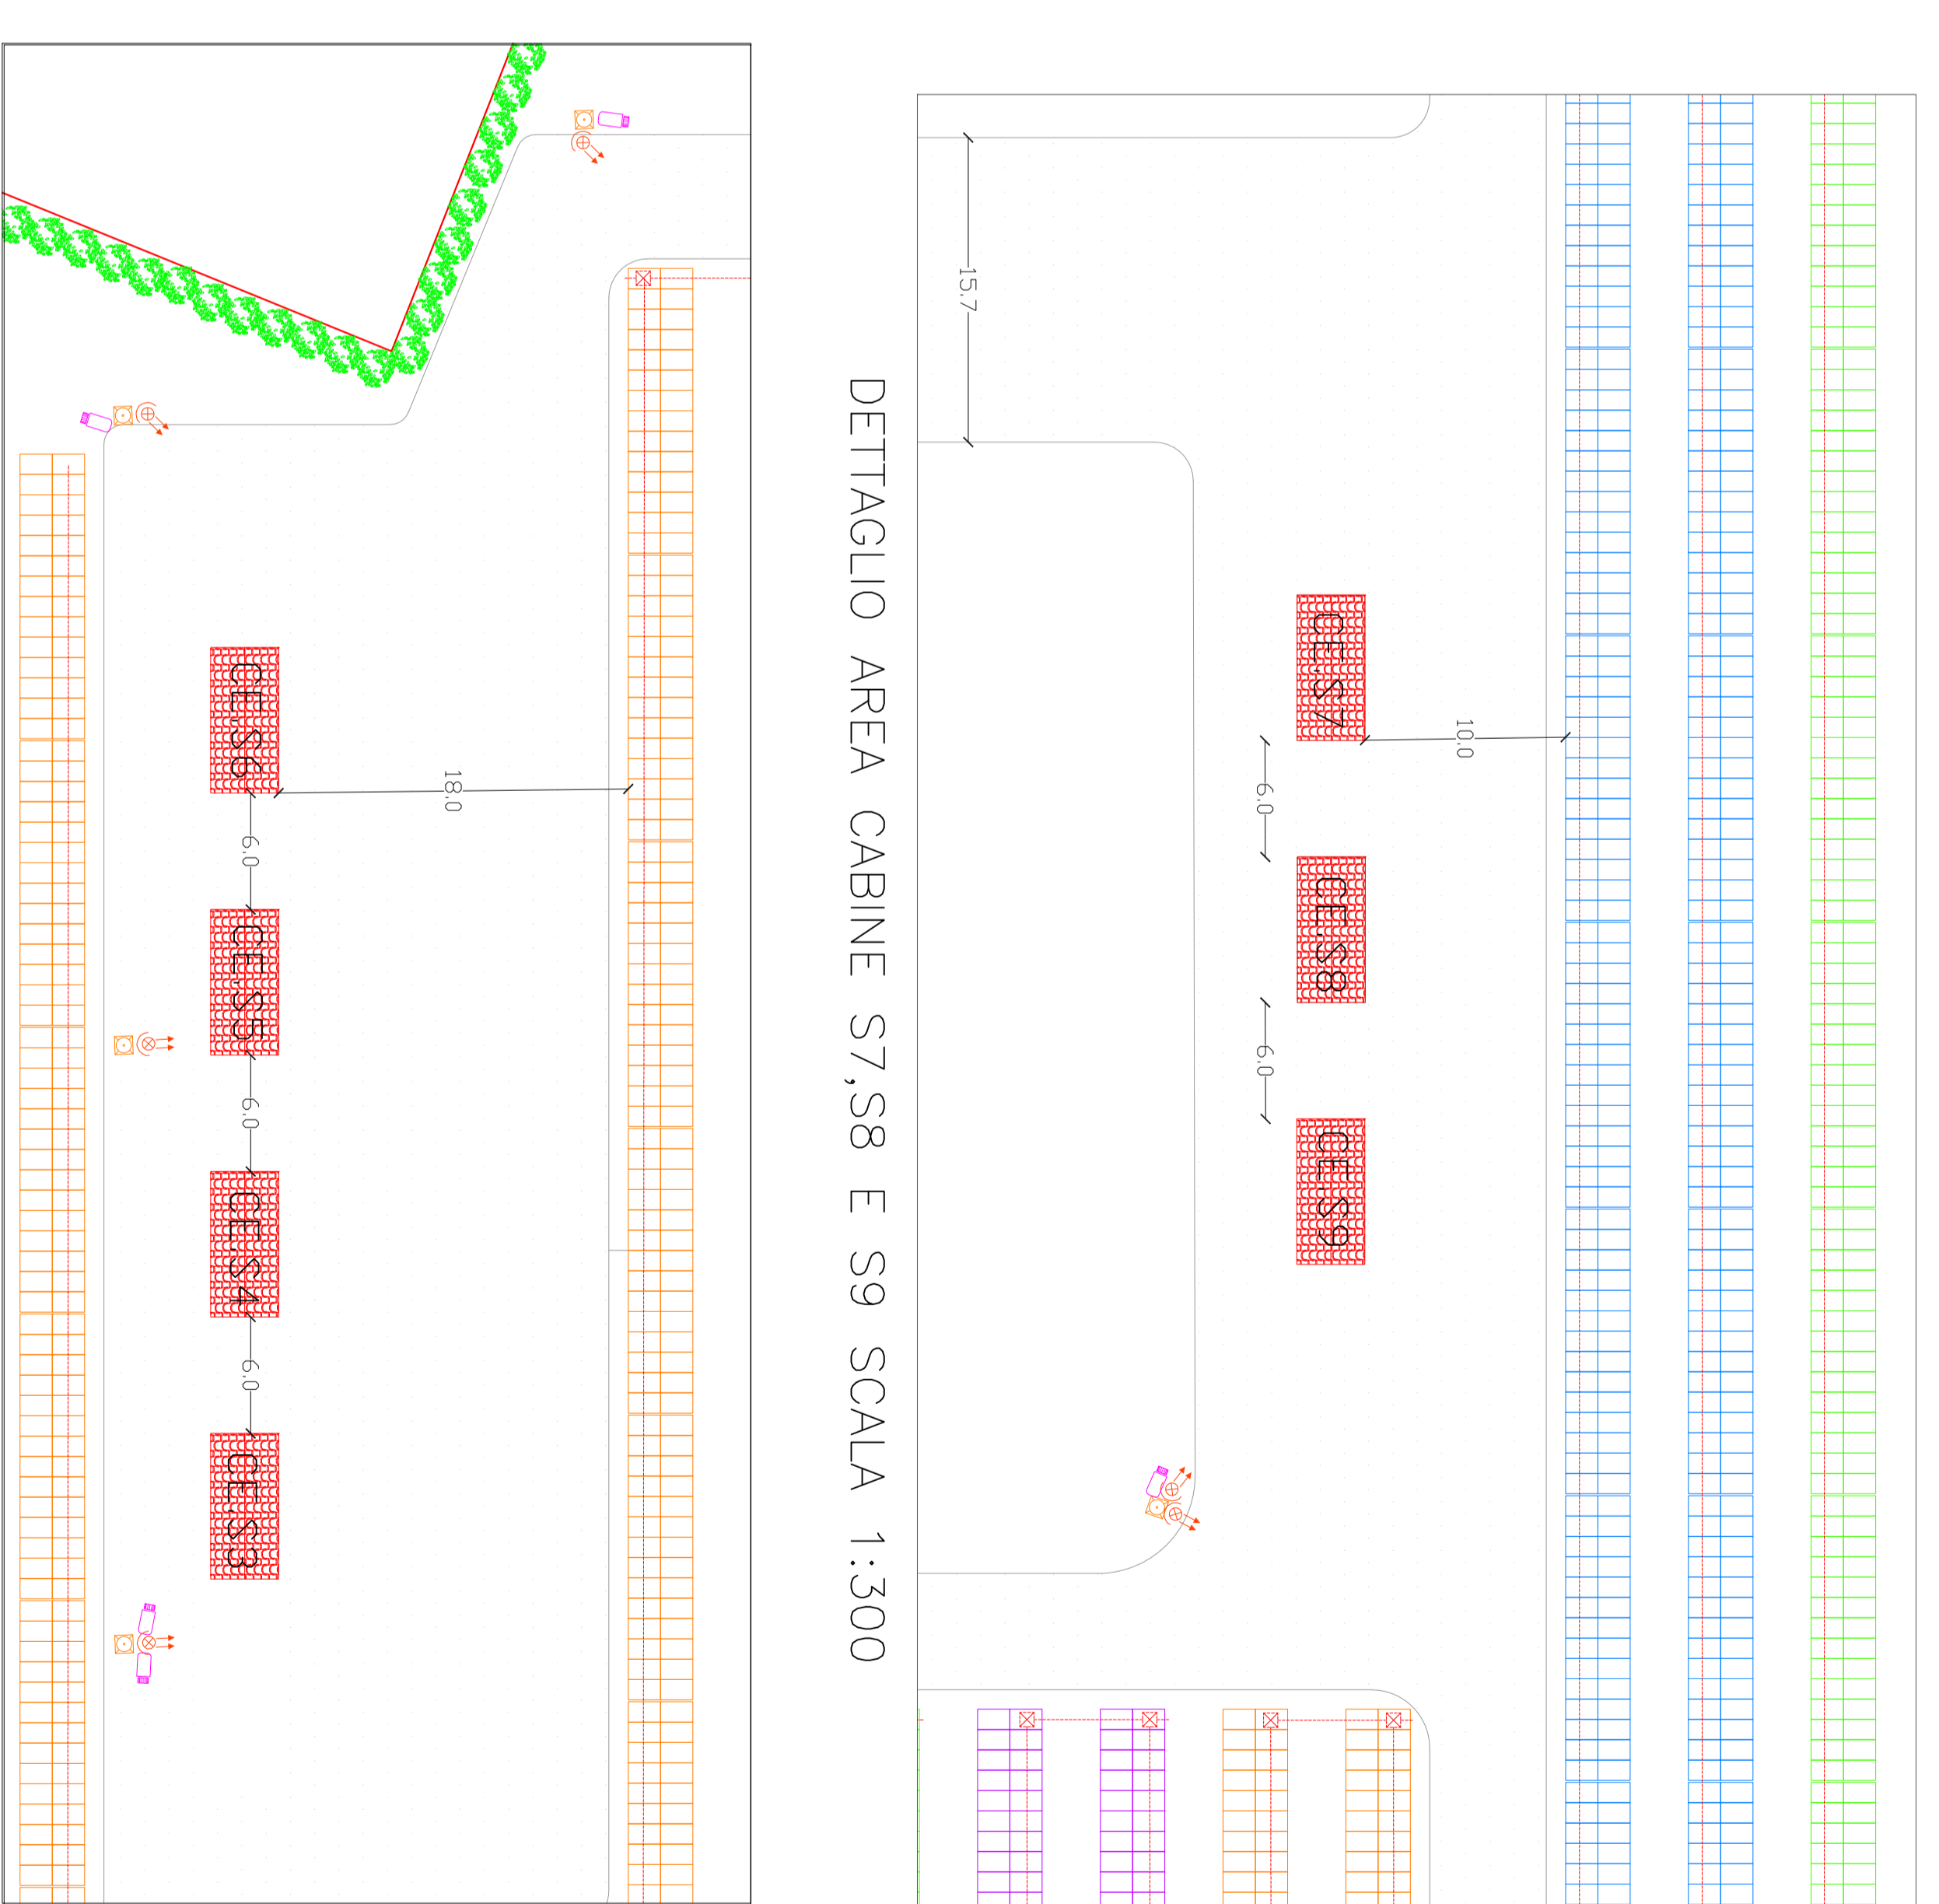 15.7
CE.S7
10.0
6.0
CE.S8
6.0
CE.S9
DETTAGLIO AREA CABINE S7,S8 E S9 SCALA 1:300
CE.S6
18.0
6.0
CE.S5
6.0
CE.S4
6.0
CE.S3